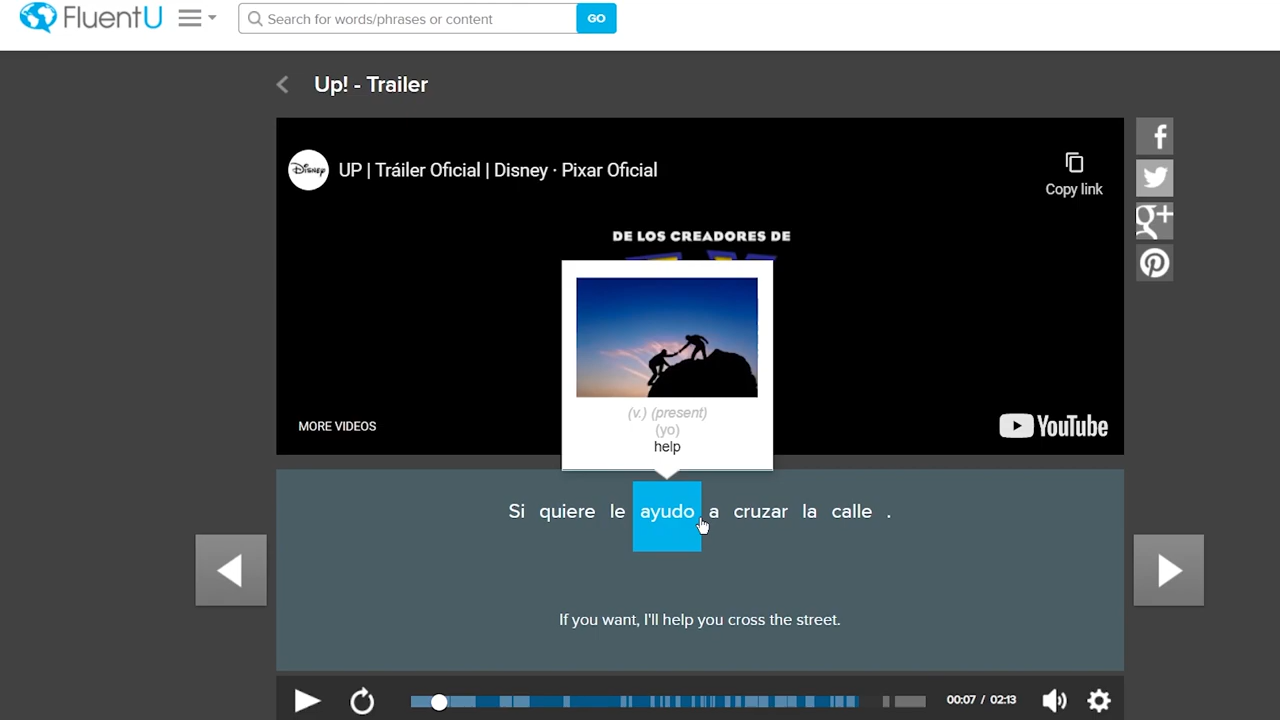 FluentU
Search for words/phrases or content
GO
Up! - Trailer
Disney
UP | Tráiler Oficial | Disney · Pixar Oficial
Copy link
f
g+
DE LOS CREADORES DE
(v.) (present)
(yo)
help
MORE VIDEOS
YouTube
Si quiere le ayudo a cruzar la calle .
If you want, I'll help you cross the street.
00:07 / 02:13